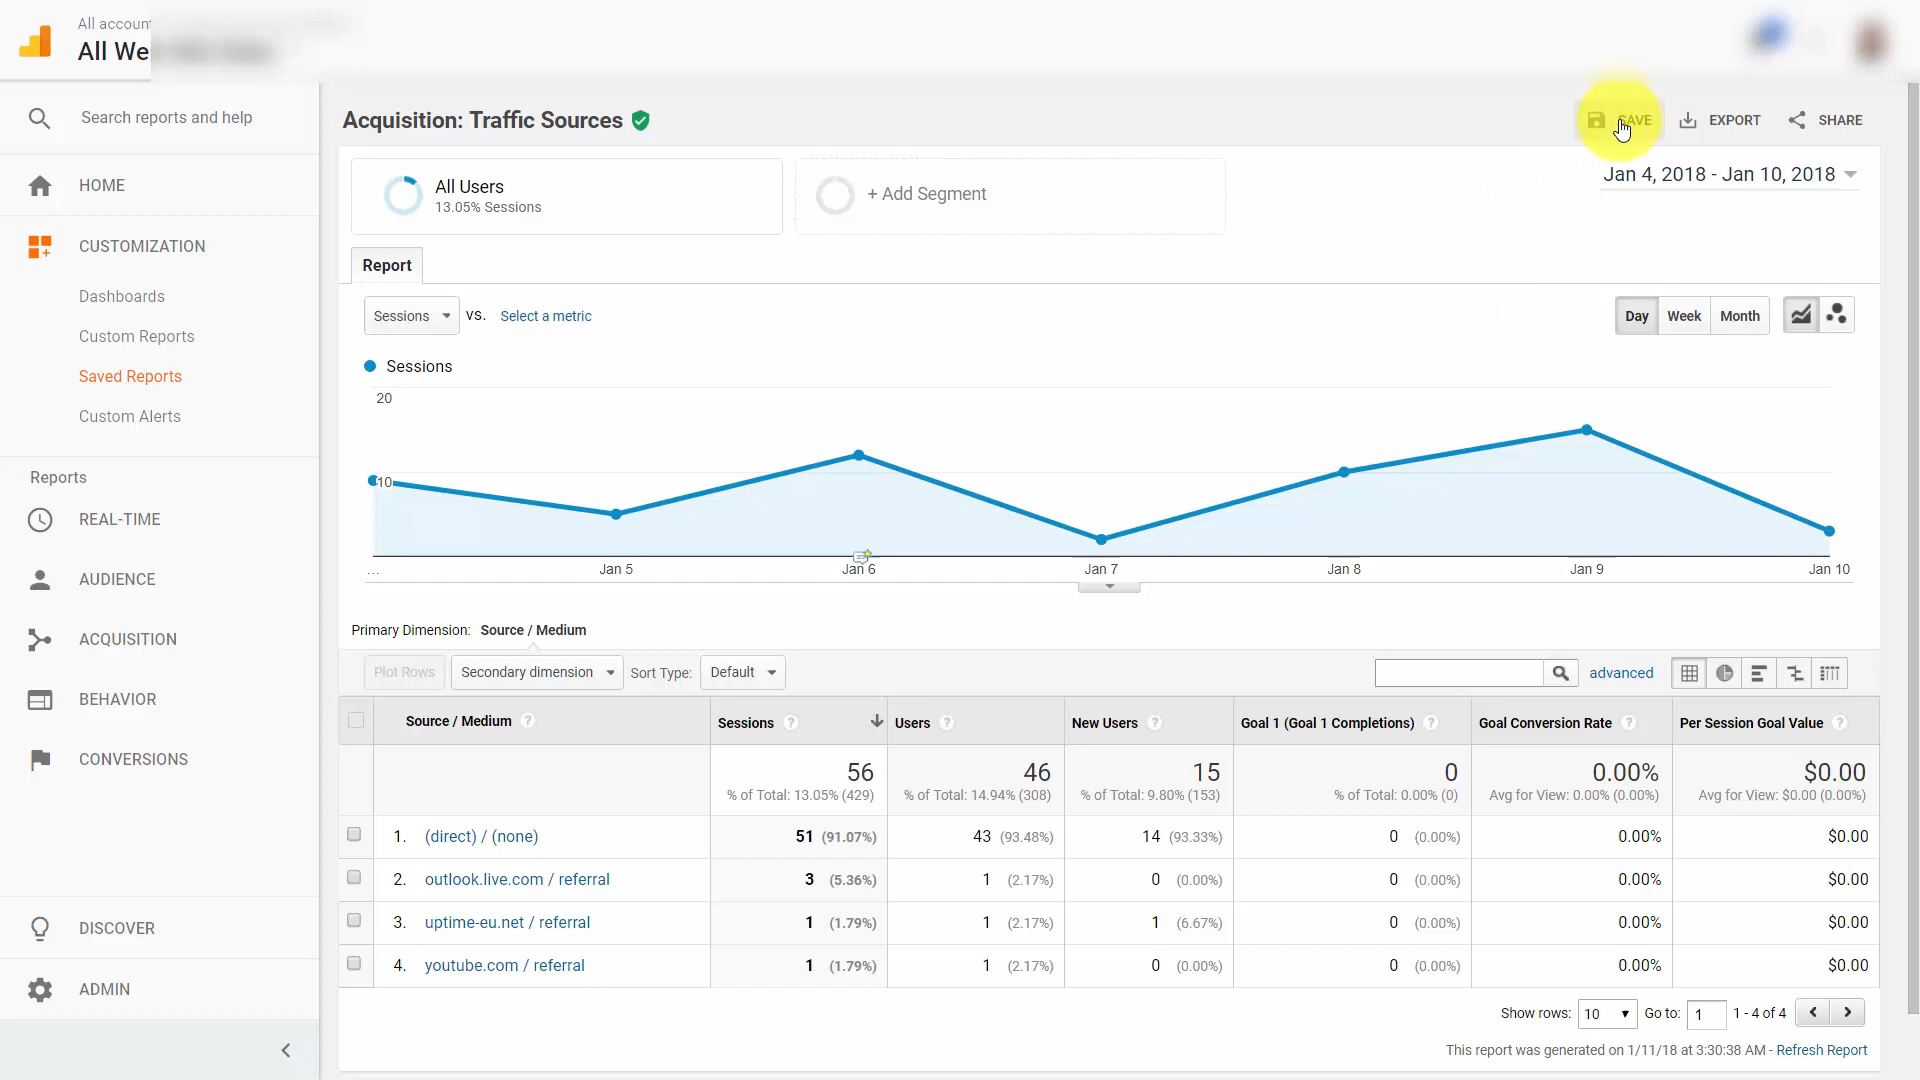 All accoun
All We
Search reports and help
HOME
CUSTOMIZATION
Dashboards
Custom Reports
Saved Reports
Custom Alerts
Reports
REAL-TIME
AUDIENCE
ACQUISITION
BEHAVIOR
CONVERSIONS
DISCOVER
ADMIN
Acquisition: Traffic Sources
SAVE EXPORT SHARE
All Users
13.05% Sessions
+ Add Segment
Jan 4, 2018 - Jan 10, 2018
Report
Sessions vs. Select a metric
Day Week Month
Sessions
20
10
... Jan 5 Jan 6 Jan 7 Jan 8 Jan 9 Jan 10
Primary Dimension: Source / Medium
Plot Rows Secondary dimension Sort Type: Default advanced
Source / Medium ? Sessions ? Users ? New Users ? Goal 1 (Goal 1 Completions) ? Goal Conversion Rate ? Per Session Goal Value ?
56 46 15 0 0.00% $0.00
% of Total: 13.05% (429) % of Total: 14.94% (308) % of Total: 9.80% (153) % of Total: 0.00% (0) Avg for View: 0.00% (0.00%) Avg for View: $0.00 (0.00%)
1. (direct) / (none) 51 (91.07%) 43 (93.48%) 14 (93.33%) 0 (0.00%) 0.00% $0.00
2. outlook.live.com / referral 3 (5.36%) 1 (2.17%) 0 (0.00%) 0 (0.00%) 0.00% $0.00
3. uptime-eu.net / referral 1 (1.79%) 1 (2.17%) 1 (6.67%) 0 (0.00%) 0.00% $0.00
4. youtube.com / referral 1 (1.79%) 1 (2.17%) 0 (0.00%) 0 (0.00%) 0.00% $0.00
Show rows: 10 Go to: 1 1 - 4 of 4
This report was generated on 1/11/18 at 3:30:38 AM - Refresh Report